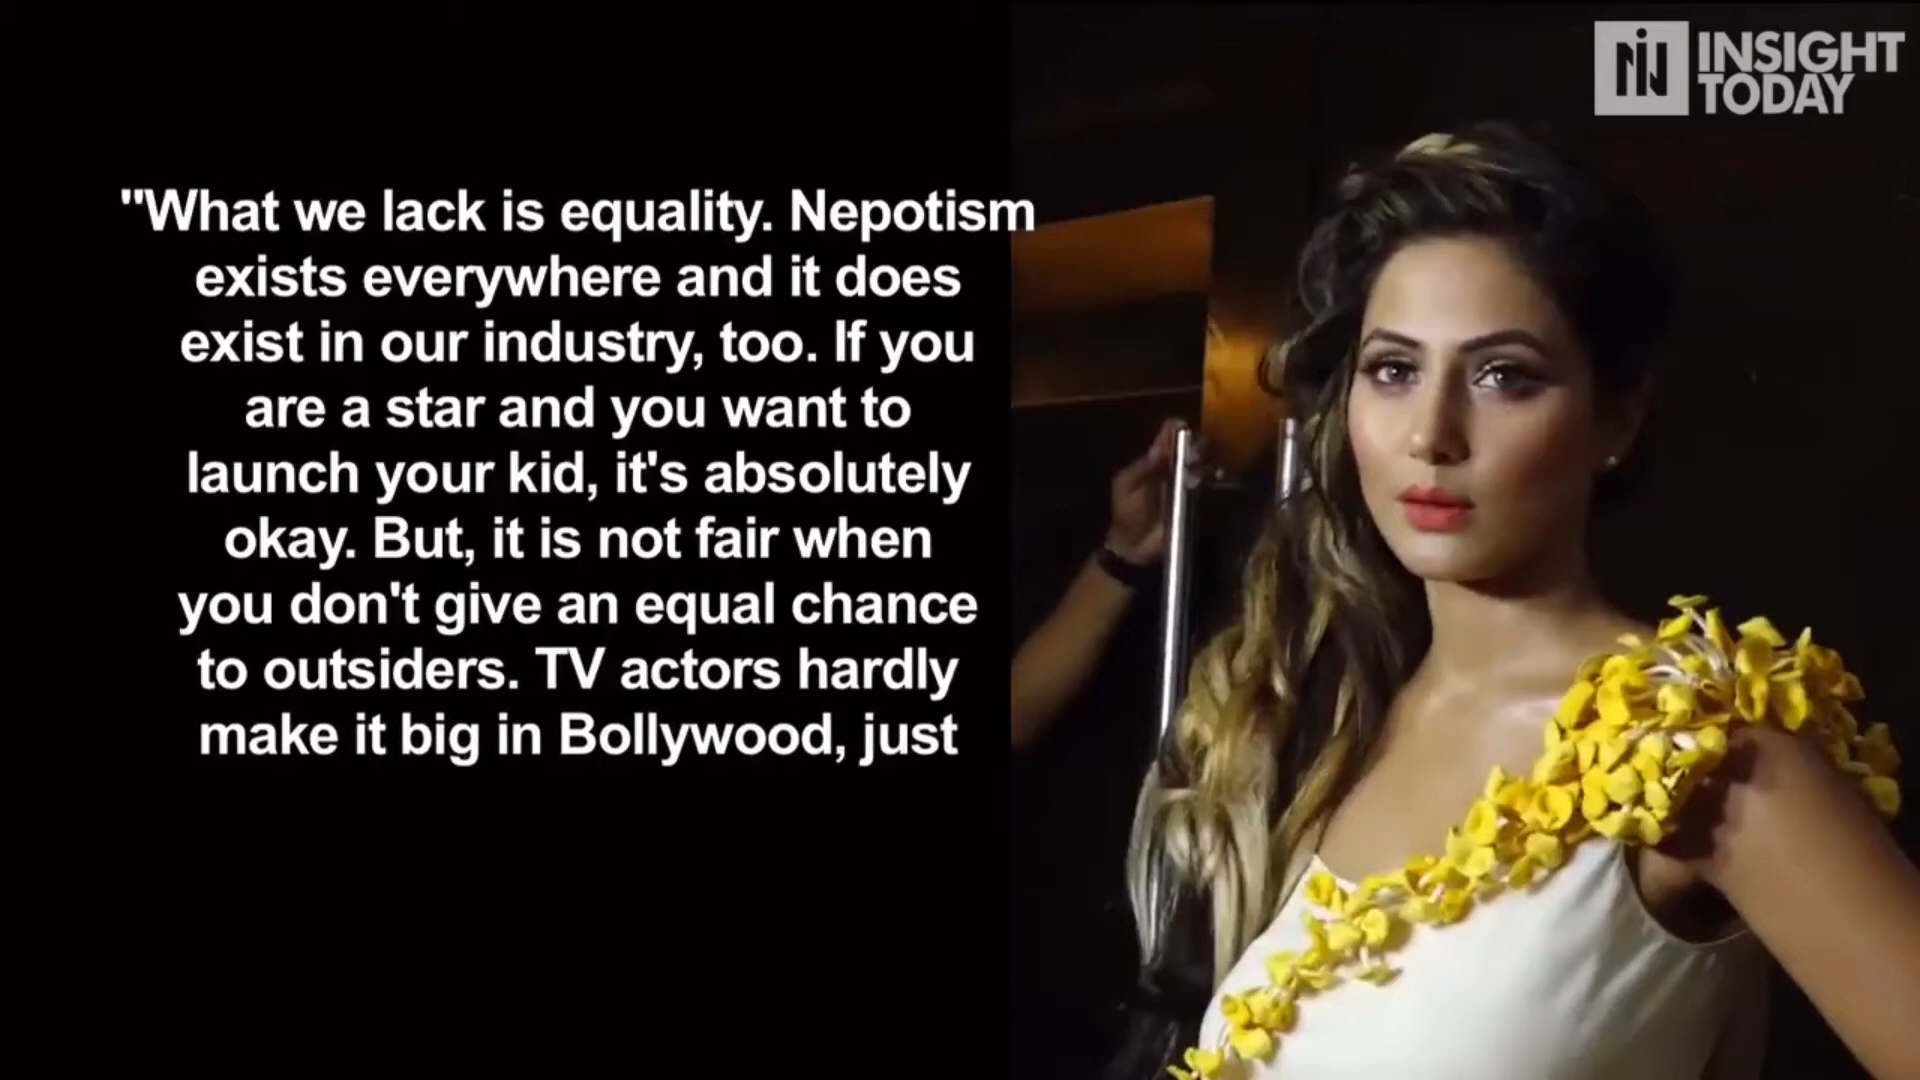 INSIGHT
TODAY
"What we lack is equality. Nepotism
exists everywhere and it does
exist in our industry, too. If you
are a star and you want to
launch your kid, it's absolutely
okay. But, it is not fair when
you don't give an equal chance
to outsiders. TV actors hardly
make it big in Bollywood, just